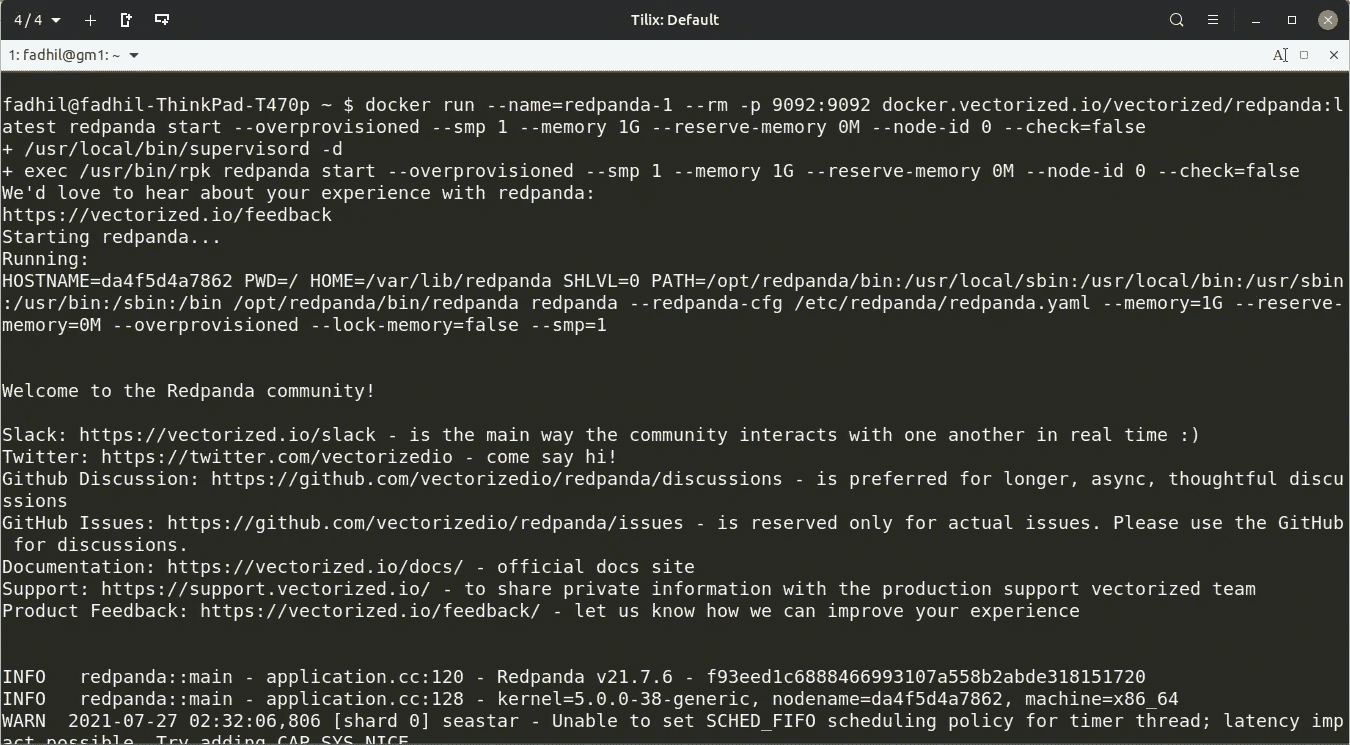 4 / 4
Tilix: Default
1: fadhil@gm1: ~
fadhil@fadhil-ThinkPad-T470p ~ $ docker run --name=redpanda-1 --rm -p 9092:9092 docker.vectorized.io/vectorized/redpanda:l
atest redpanda start --overprovisioned --smp 1 --memory 1G --reserve-memory 0M --node-id 0 --check=false
+ /usr/local/bin/supervisord -d
+ exec /usr/bin/rpk redpanda start --overprovisioned --smp 1 --memory 1G --reserve-memory 0M --node-id 0 --check=false
We'd love to hear about your experience with redpanda:
https://vectorized.io/feedback
Starting redpanda...
Running:
HOSTNAME=da4f5d4a7862 PWD=/ HOME=/var/lib/redpanda SHLVL=0 PATH=/opt/redpanda/bin:/usr/local/sbin:/usr/local/bin:/usr/sbin
:/usr/bin:/sbin:/bin /opt/redpanda/bin/redpanda redpanda --redpanda-cfg /etc/redpanda/redpanda.yaml --memory=1G --reserve-
memory=0M --overprovisioned --lock-memory=false --smp=1
Welcome to the Redpanda community!
Slack: https://vectorized.io/slack - is the main way the community interacts with one another in real time :)
Twitter: https://twitter.com/vectorizedio - come say hi!
Github Discussion: https://github.com/vectorizedio/redpanda/discussions - is preferred for longer, async, thoughtful discu
ssions
GitHub Issues: https://github.com/vectorizedio/redpanda/issues - is reserved only for actual issues. Please use the GitHub
 for discussions.
Documentation: https://vectorized.io/docs/ - official docs site
Support: https://support.vectorized.io/ - to share private information with the production support vectorized team
Product Feedback: https://vectorized.io/feedback/ - let us know how we can improve your experience
INFO   redpanda::main - application.cc:120 - Redpanda v21.7.6 - f93eed1c6888466993107a558b2abde318151720
INFO   redpanda::main - application.cc:128 - kernel=5.0.0-38-generic, nodename=da4f5d4a7862, machine=x86_64
WARN  2021-07-27 02:32:06,806 [shard 0] seastar - Unable to set SCHED_FIFO scheduling policy for timer thread; latency imp
act possible. Try adding CAP_SYS_NICE